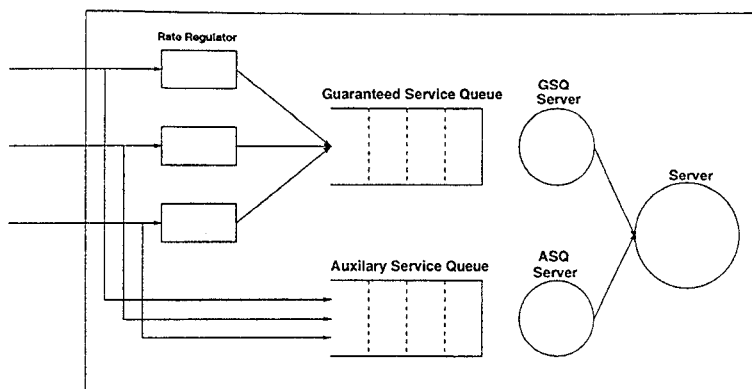 Rate Regulator
Guaranteed Service Queue
GSQ
Server
Server
Auxilary Service Queue
ASQ
Server